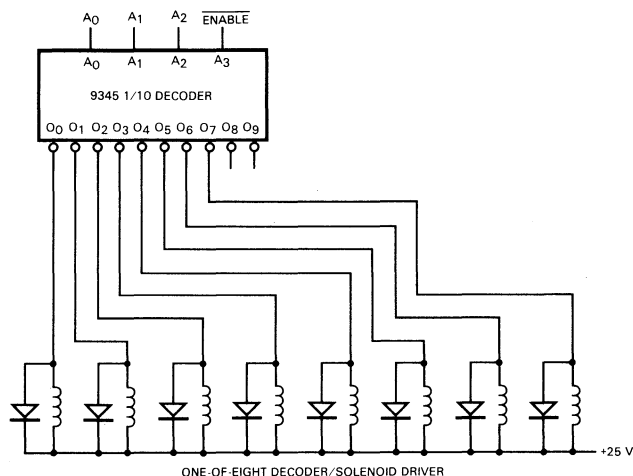 A0 A1 A2 ENABLE
A0 A1 A2 A3
9345 1/10 DECODER
O0 O1 O2 O3 O4 O5 O6 O7 O8 O9
+25 V
ONE-OF-EIGHT DECODER/SOLENOID DRIVER